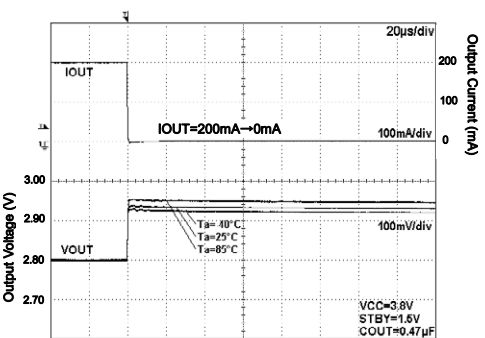 20µs/div
IOUT
200
100
IOUT=200mA→0mA
100mA/div
0
Output Current (mA)
3.00
2.90
100mV/div
Ta=-40°C
Ta=25°C
Ta=85°C
VOUT
2.80
2.70
Output Voltage (V)
VCC=3.8V
STBY=1.5V
COUT=0.47µF